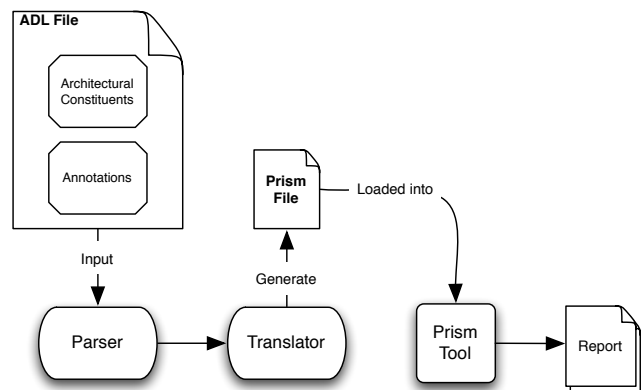 ADL File
Architectural
Constituents
Annotations
Prism
File
Loaded into
Input
Generate
Parser
Translator
Prism
Tool
Report